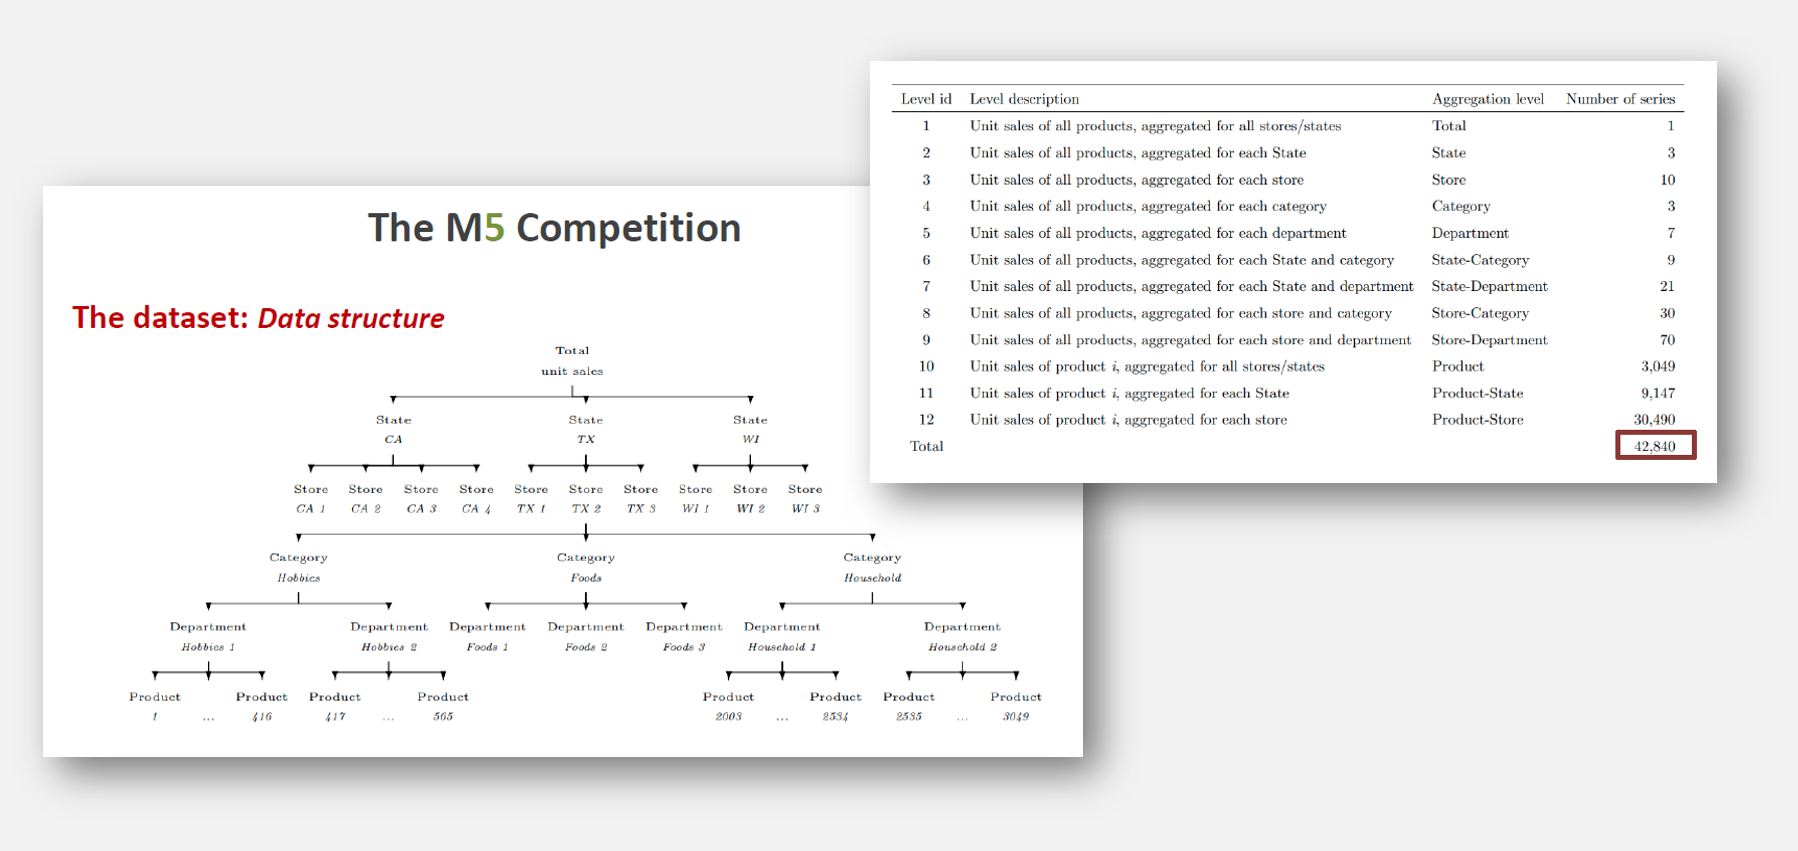 The M5 Competition
The dataset: Data structure
Total
unit sales
State State State
CA TX WI
Store Store Store Store Store Store Store Store Store Store
CA 1 CA 2 CA 3 CA 4 TX 1 TX 2 TX 3 WI 1 WI 2 WI 3
Category Category Category
Hobbies Foods Household
Department Department Department Department Department Department Department
Hobbies 1 Hobbies 2 Foods 1 Foods 2 Foods 3 Household 1 Household 2
Product Product Product Product Product Product Product Product
1 ... 416 417 ... 565 2003 ... 2534 2535 ... 3049
Level id Level description Aggregation level Number of series
1 Unit sales of all products, aggregated for all stores/states Total 1
2 Unit sales of all products, aggregated for each State State 3
3 Unit sales of all products, aggregated for each store Store 10
4 Unit sales of all products, aggregated for each category Category 3
5 Unit sales of all products, aggregated for each department Department 7
6 Unit sales of all products, aggregated for each State and category State-Category 9
7 Unit sales of all products, aggregated for each State and department State-Department 21
8 Unit sales of all products, aggregated for each store and category Store-Category 30
9 Unit sales of all products, aggregated for each store and department Store-Department 70
10 Unit sales of product i, aggregated for all stores/states Product 3,049
11 Unit sales of product i, aggregated for each State Product-State 9,147
12 Unit sales of product i, aggregated for each store Product-Store 30,490
Total 42,840